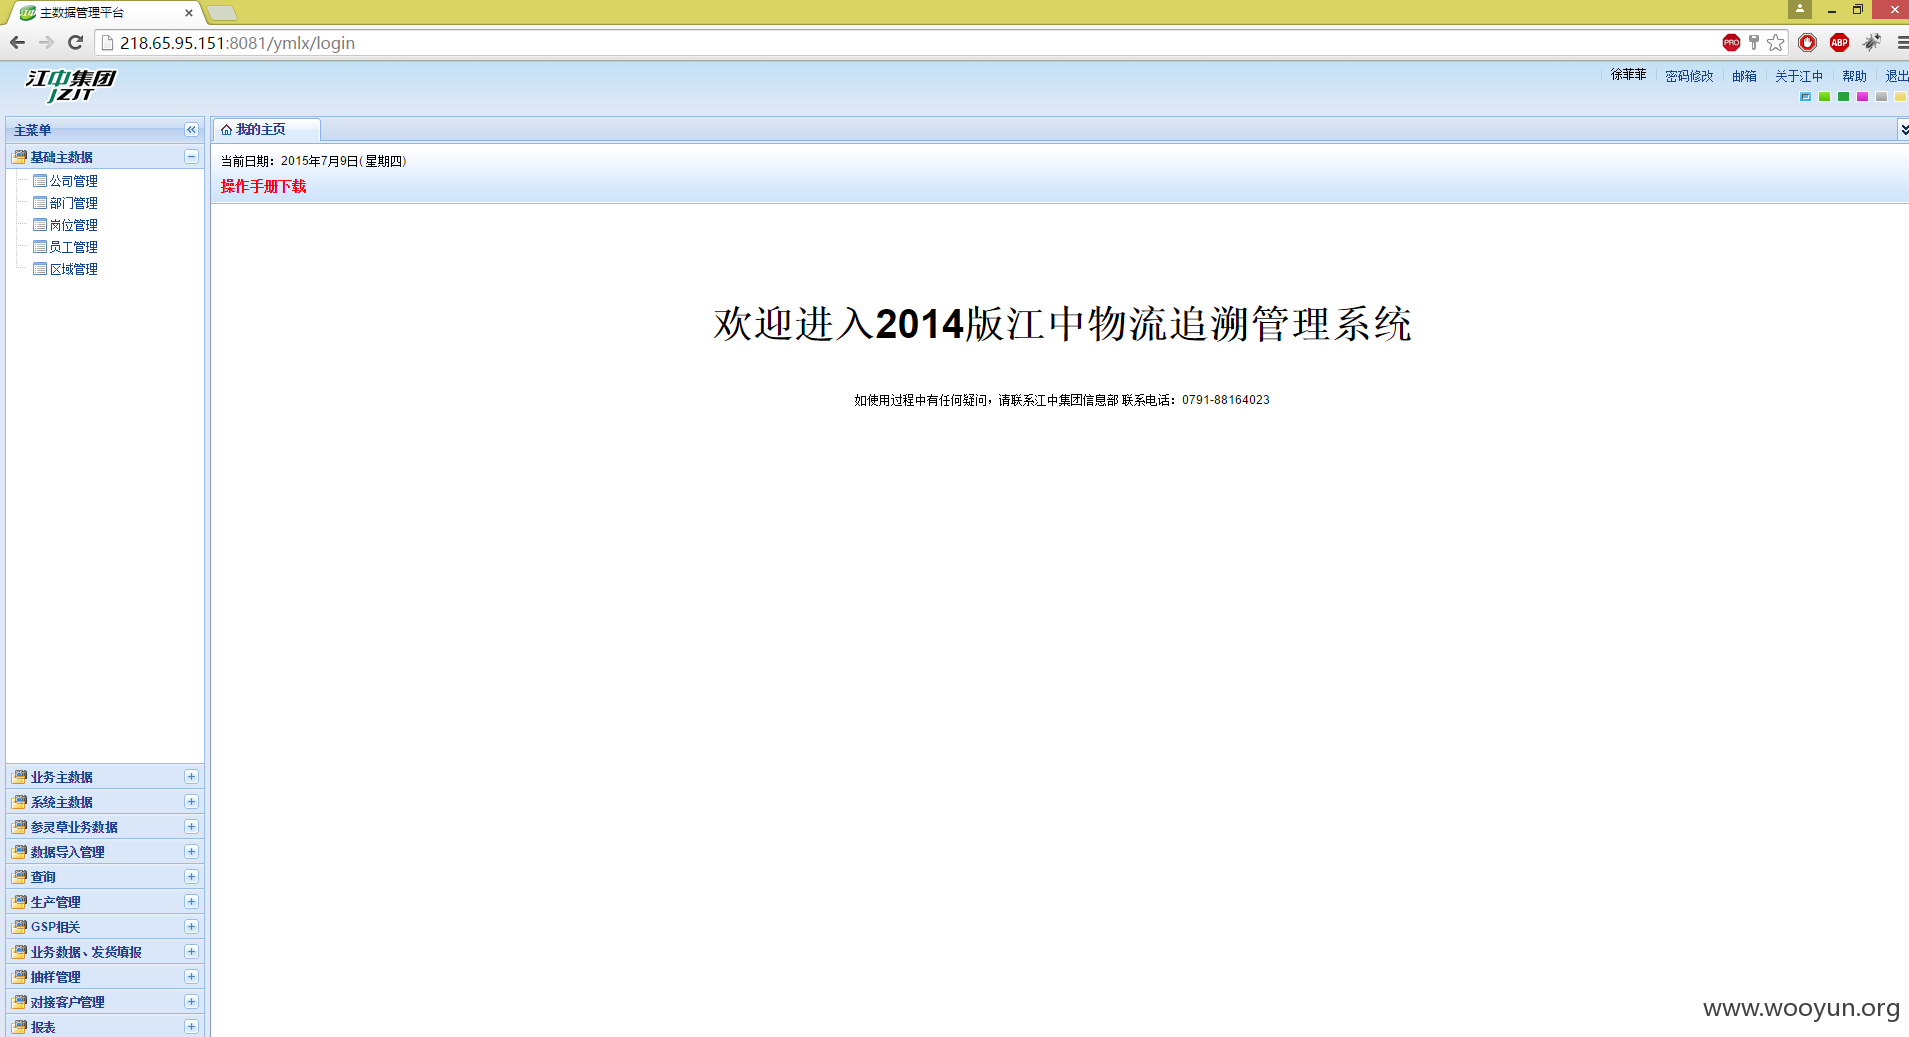 主数据管理平台
218.65.95.151:8081/ymlx/login
PRO
ABP
江中集团
JZJT
徐菲菲 密码修改 邮箱 关于江中 帮助 退出
主菜单
我的主页
基础主数据
公司管理
部门管理
岗位管理
员工管理
区域管理
当前日期：2015年7月9日(星期四)
操作手册下载
欢迎进入2014版江中物流追溯管理系统
如使用过程中有任何疑问，请联系江中集团信息部 联系电话：0791-88164023
业务主数据
系统主数据
参灵草业务数据
数据导入管理
查询
生产管理
GSP相关
业务数据、发货填报
抽样管理
对接客户管理
报表
www.wooyun.org